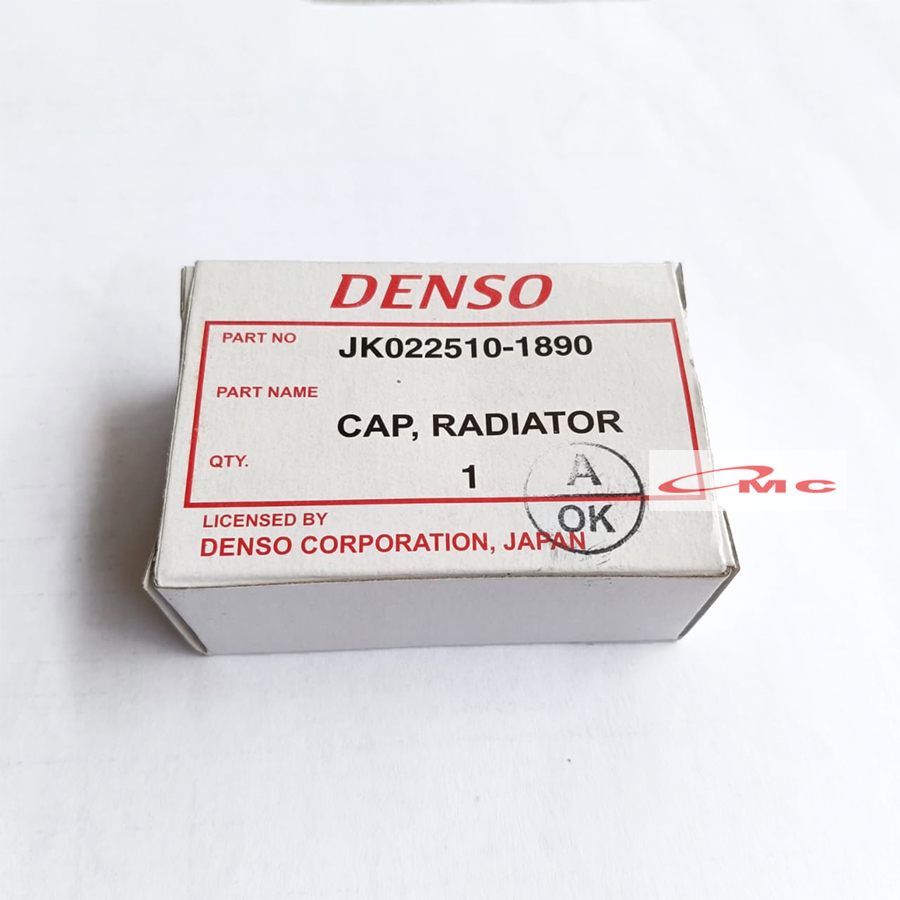 DENSO
PART NO JK022510-1890
PART NAME
CAP, RADIATOR
QTY. 1
A
OK
LICENSED BY
DENSO CORPORATION, JAPAN
MC